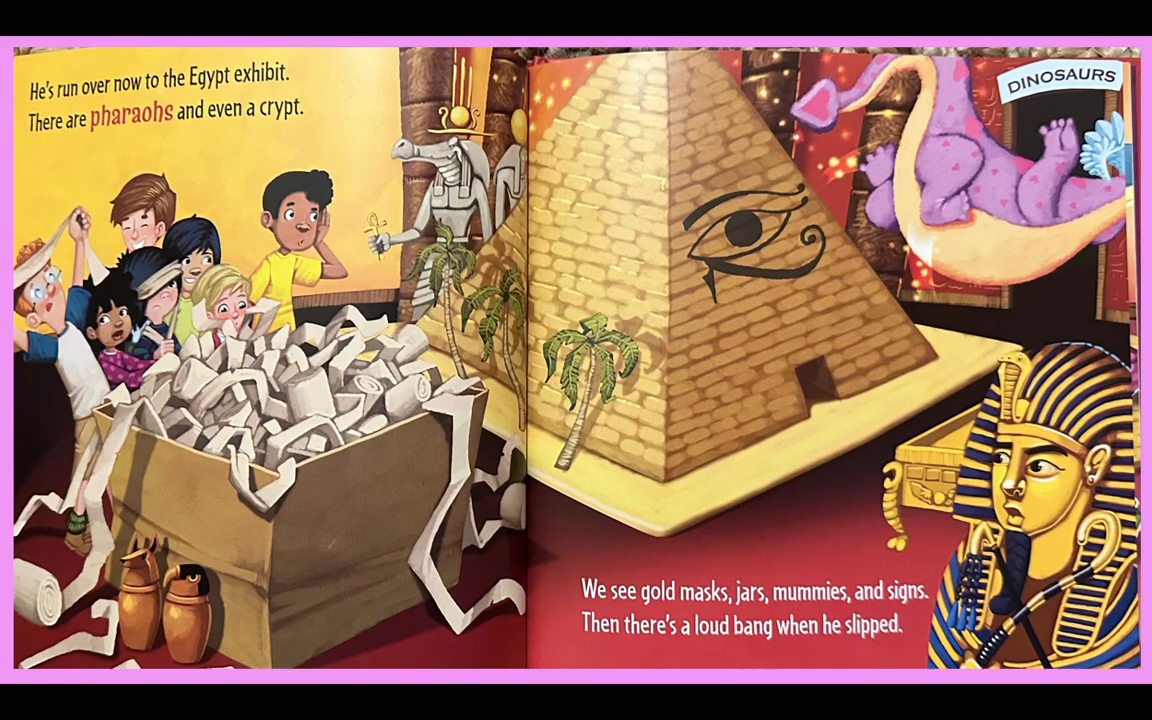 He's run over now to the Egypt exhibit.
There are pharaohs and even a crypt.
DINOSAURS
We see gold masks, jars, mummies, and signs.
Then there's a loud bang when he slipped.